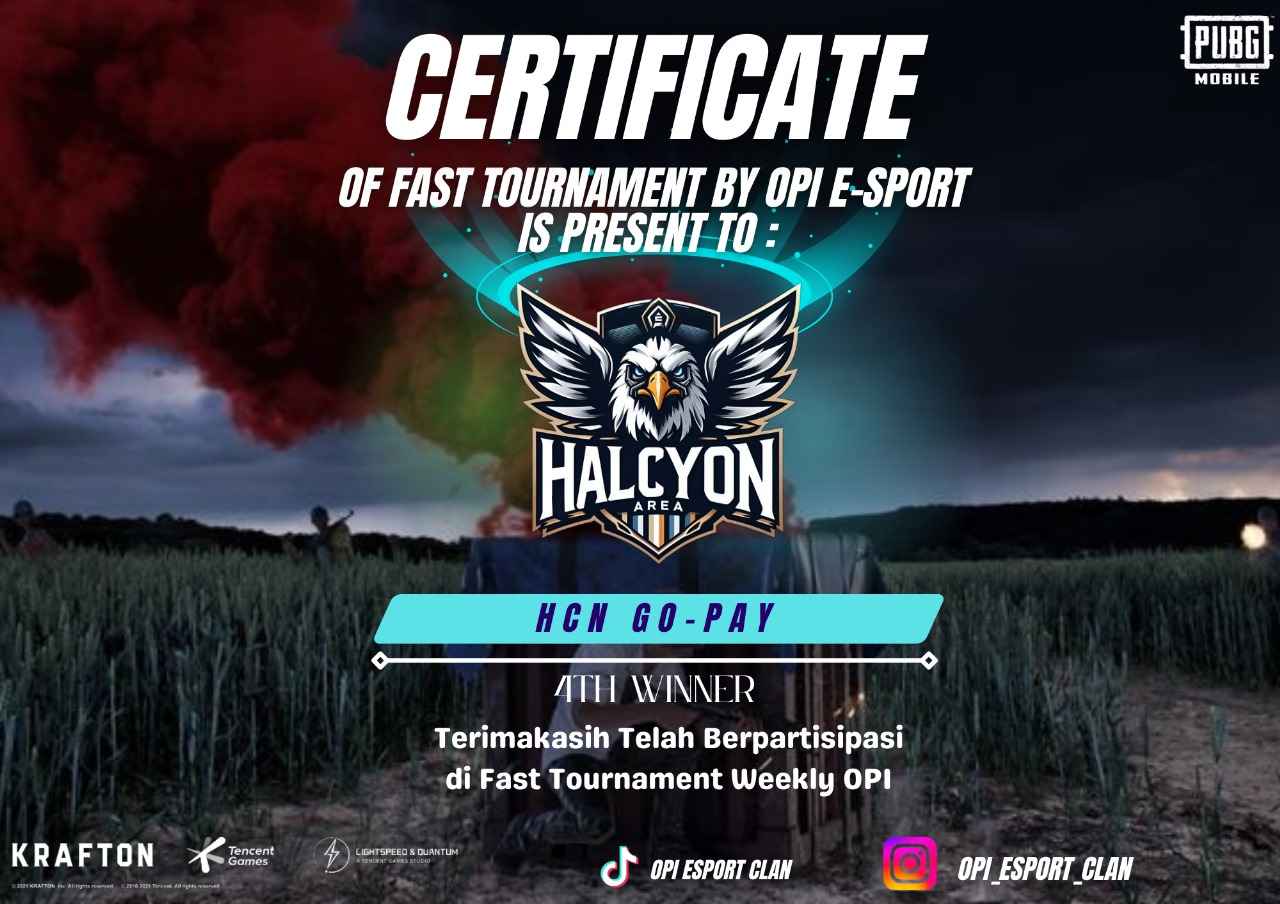 PUBG
MOBILE
CERTIFICATE
OF FAST TOURNAMENT BY OPI E-SPORT
IS PRESENT TO :
HALCYON
AREA
HCN GO-PAY
4TH WINNER
Terimakasih Telah Berpartisipasi
di Fast Tournament Weekly OPI
KRAFTON
Tencent
Games
LIGHTSPEED & QUANTUM
A TENCENT GAMES STUDIO
OPI ESPORT CLAN
OPI_ESPORT_CLAN